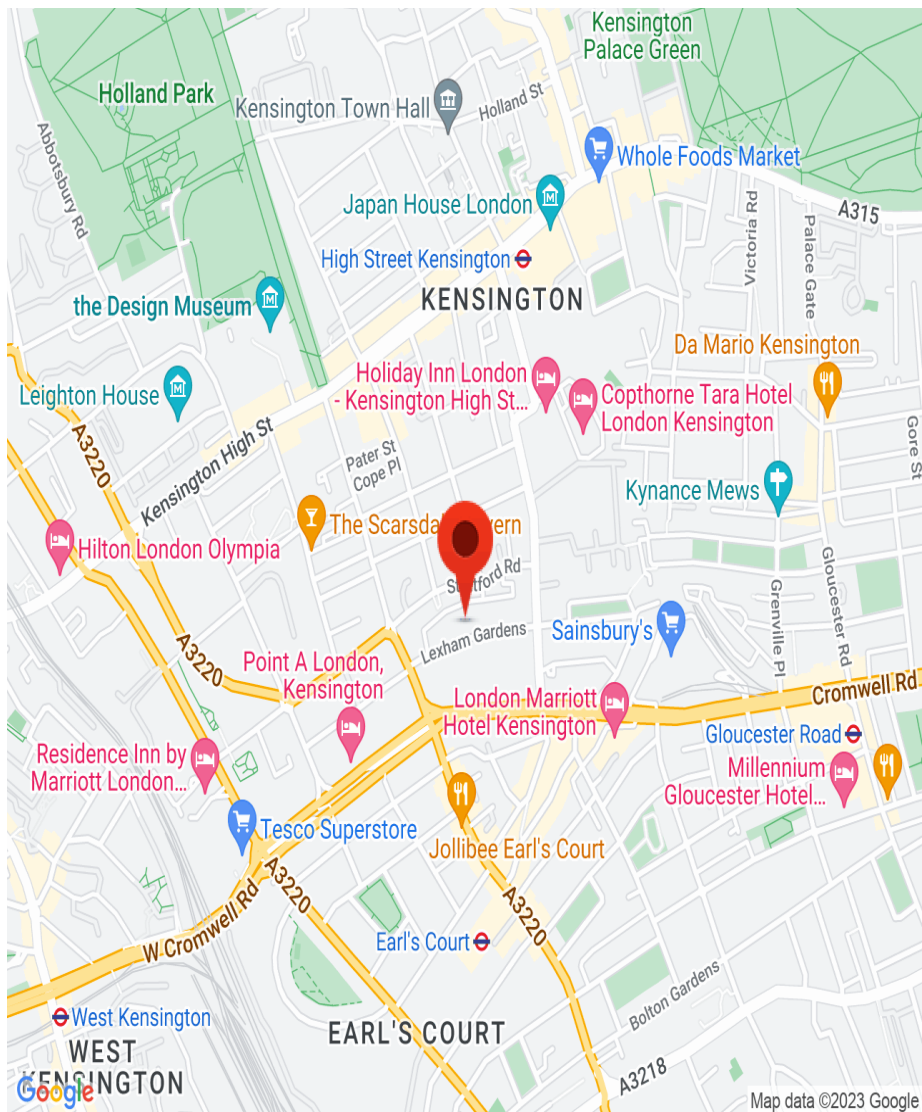 Kensington
Palace Green
Holland Park
Kensington Town Hall
Holland St
Abbotsbury Rd
Whole Foods Market
Japan House London
A315
Victoria Rd
Palace Gate
High Street Kensington
KENSINGTON
the Design Museum
Da Mario Kensington
Holiday Inn London
- Kensington High St...
Leighton House
Copthorne Tara Hotel
London Kensington
A3220
Kensington High St
Gore St
Pater St
Cope Pl
Kynance Mews
The Scarsda
ern
Hilton London Olympia
Rd
Gloucester Rd
Grenville Pl
Lexham Gardens
Sainsbury's
A3220
Point A London,
Kensington
London Marriott
Hotel Kensington
Cromwell Rd
Gloucester Road
Residence Inn by
Marriott London...
Millennium
Gloucester Hotel
...
Tesco Superstore
Jollibee Earl's Court
A3220
A3220
W Cromwell Rd
Earl's Court
Bolton Gardens
West Kensington
EARL'S COURT
WEST
KENSINGTON
A3218
Google
Map data ©2023 Google